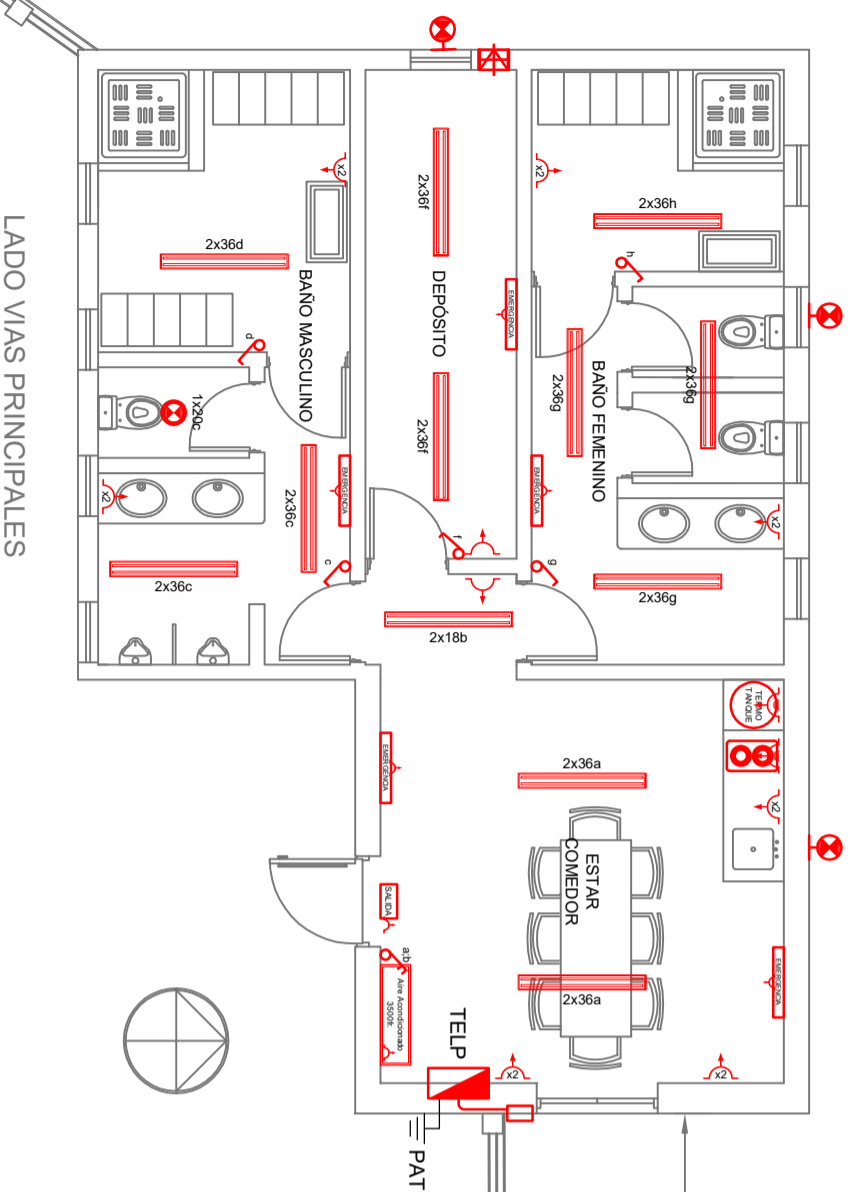 x2
x2
2x36f
2x36h
2x36d
h
EMERGENCIA
DEPÓSITO
BAÑO MASCULINO
BAÑO FEMENINO
d
2x36g
2x36g
1x20c
2x36f
2x36c
EMERGENCIA
EMERGENCIA
x2
x2
f
c
g
2x36c
2x36g
2x18b
LADO VIAS PRINCIPALES
TERMO
TANQUE
EMERGENCIA
2x36a
x2
ESTAR
COMEDOR
SALIDA
a;b
EMERGENCIA
Aire Acondicionado
3500fr.
2x36a
TELP
x2
x2
PAT